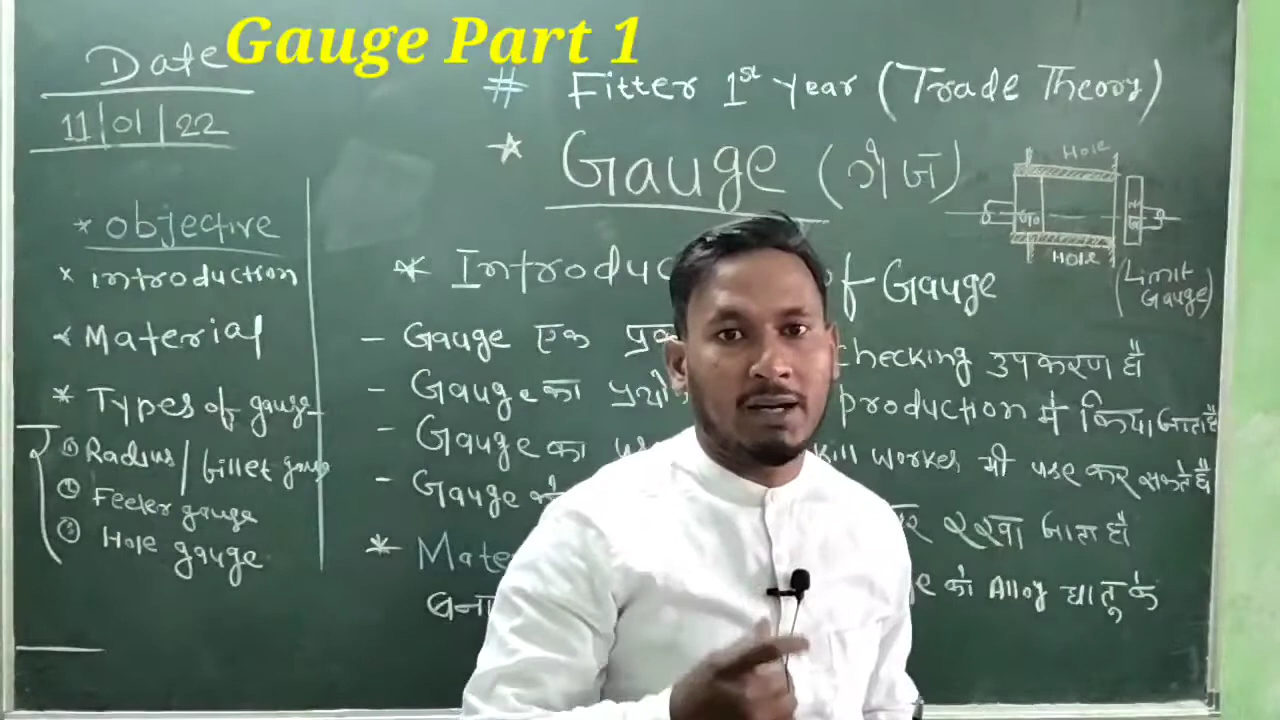 Gauge Part 1
Date
11/01/22
# Fitter 1st year (Trade Theory)
* Gauge (गेज)
Hole
Go
Hole
(Limit Gauge)
* objective
* introduction
* Material
* Types of gauge
① Radius/fillet gauge
② Feeler gauge
③ Hole gauge
* Introduc of Gauge
- Gauge एक checking उपकरण है
- Gauge का production में किया जाता है
- Gauge का worker भी use कर सकते है
- Gauge रखा जाता है
* Mate को Alloy धातु के